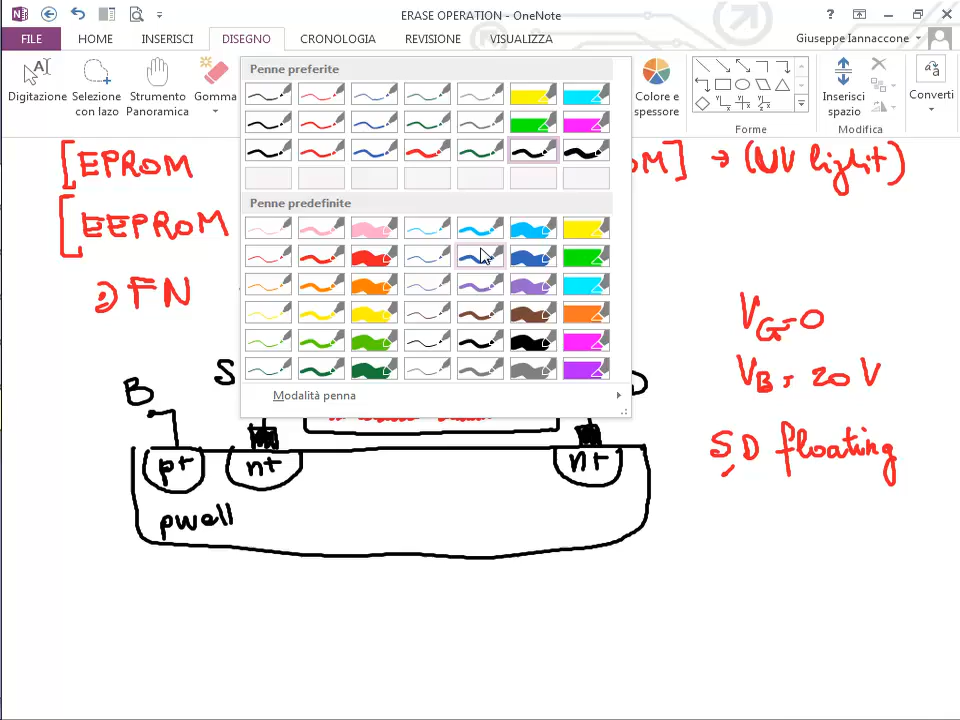 ERASE OPERATION - OneNote
FILE HOME INSERISCI DISEGNO CRONOLOGIA REVISIONE VISUALIZZA Giuseppe Iannaccone
Digitazione
Selezione con lazo
Strumento Panoramica
Gomma
Penne preferite
Penne predefinite
Modalità penna
Colore e spessore
Forme
Inserisci spazio
Modifica
Converti
[EPROM OM] → (UV light)
[EEPROM
2) FN
VG=0
VB = 20 V
S, D floating
B S D
p+ n+ n+
pwell